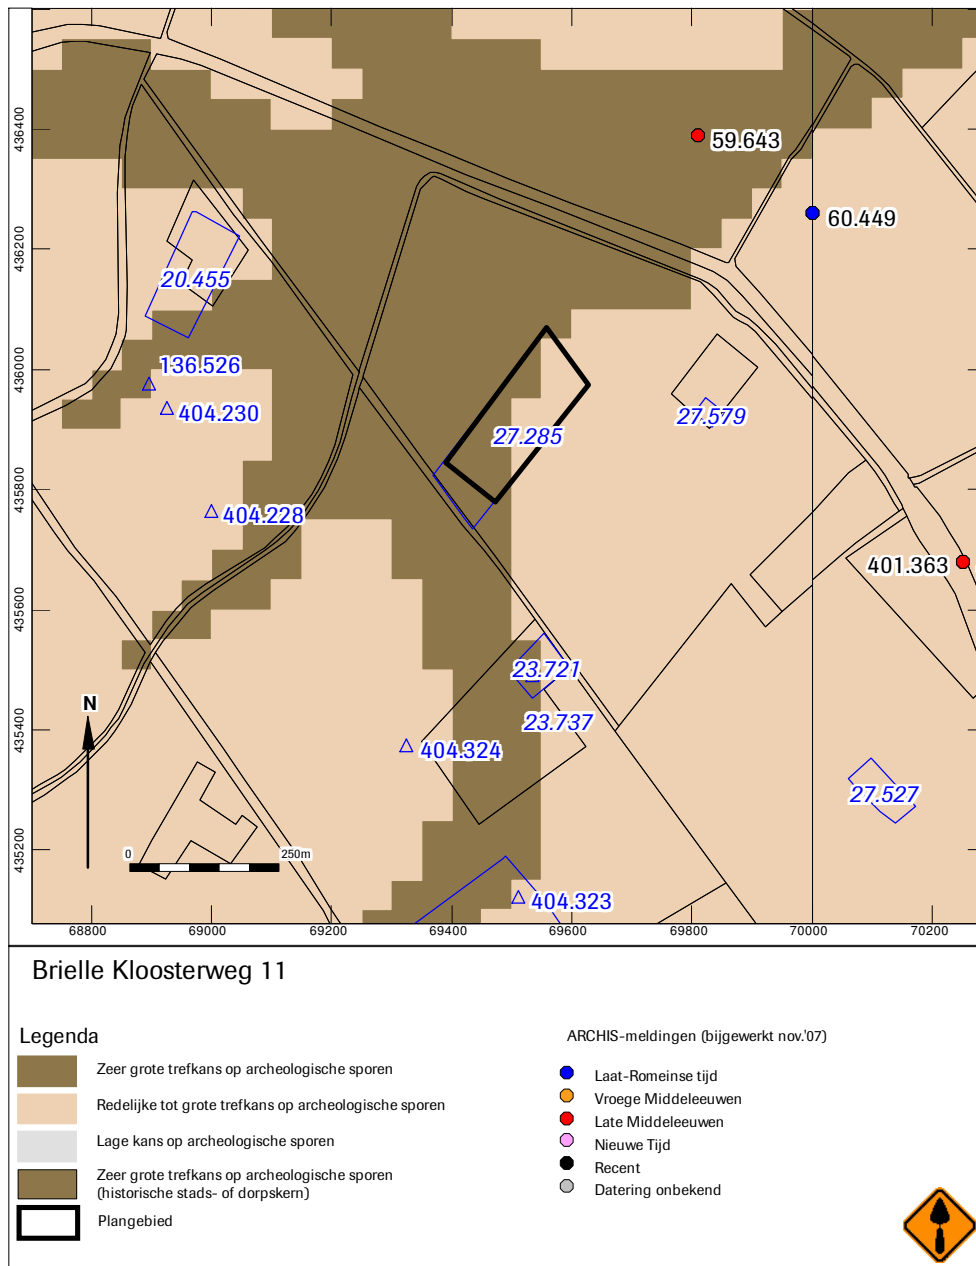 436400
436200
436000
435800
435600
435400
435200
59.643
60.449
20.455
136.526
404.230
27.579
27.285
404.228
401.363
23.721
23.737
404.324
27.527
404.323
N
0
250m
68800
69000
69200
69400
69600
69800
70000
70200
Brielle Kloosterweg 11
Legenda
Zeer grote trefkans op archeologische sporen
Redelijke tot grote trefkans op archeologische sporen
Lage kans op archeologische sporen
Zeer grote trefkans op archeologische sporen
(historische stads- of dorpskern)
Plangebied
ARCHIS-meldingen (bijgewerkt nov.'07)
Laat-Romeinse tijd
Vroege Middeleeuwen
Late Middeleeuwen
Nieuwe Tijd
Recent
Datering onbekend